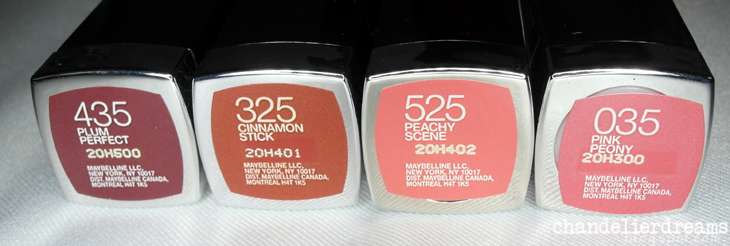 435
PLUM
PERFECT
20H500
MAYBELLINE LLC,
NEW YORK, NY 10017
DIST. MAYBELLINE CANADA,
MONTREAL H4T 1K5
325
CINNAMON
STICK
20H401
MAYBELLINE LLC,
NEW YORK, NY 10017
DIST. MAYBELLINE CANADA,
MONTREAL H4T 1K5
525
PEACHY
SCENE
20H402
MAYBELLINE LLC,
NEW YORK, NY 10017
DIST. MAYBELLINE CANADA,
MONTREAL H4T 1K5
035
PINK
PEONY
20H300
MAYBELLINE LLC,
NEW YORK, NY 10017
DIST. MAYBELLINE CANADA,
MONTREAL H4T 1K5
chandelierdreams